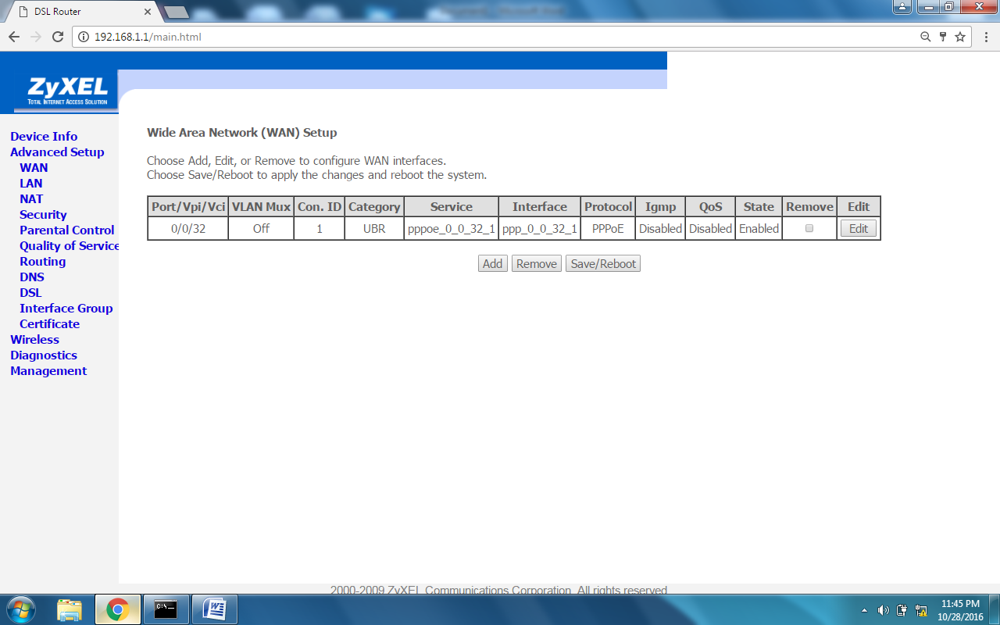 DSL Router
192.168.1.1/main.html
ZyXEL
TOTAL INTERNET ACCESS SOLUTION
Device Info
Advanced Setup
WAN
LAN
NAT
Security
Parental Control
Quality of Service
Routing
DNS
DSL
Interface Group
Certificate
Wireless
Diagnostics
Management
Wide Area Network (WAN) Setup
Choose Add, Edit, or Remove to configure WAN interfaces.
Choose Save/Reboot to apply the changes and reboot the system.
Port/Vpi/Vci VLAN Mux Con. ID Category Service Interface Protocol Igmp QoS State Remove Edit
0/0/32 Off 1 UBR pppoe_0_0_32_1 ppp_0_0_32_1 PPPoE Disabled Disabled Enabled Edit
Add Remove Save/Reboot
2000-2009 ZyXEL Communications Corporation. All rights reserved
C:\_
W
11:45 PM
10/28/2016